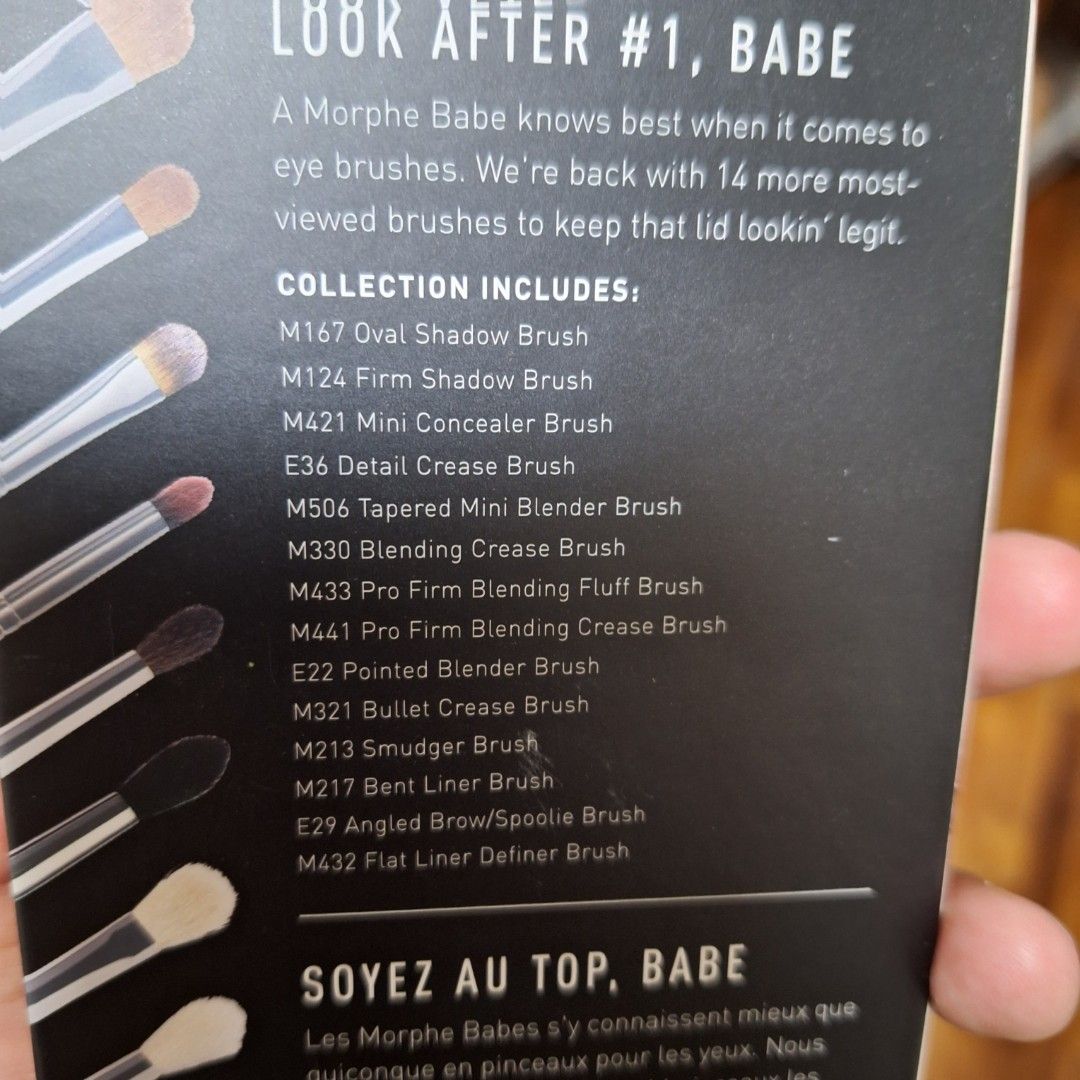 LOOK AFTER #1, BABE
A Morphe Babe knows best when it comes to
eye brushes. We're back with 14 more most-
viewed brushes to keep that lid lookin' legit.
COLLECTION INCLUDES:
M167 Oval Shadow Brush
M124 Firm Shadow Brush
M421 Mini Concealer Brush
E36 Detail Crease Brush
M506 Tapered Mini Blender Brush
M330 Blending Crease Brush
M433 Pro Firm Blending Fluff Brush
M441 Pro Firm Blending Crease Brush
E22 Pointed Blender Brush
M321 Bullet Crease Brush
M213 Smudger Brush
M217 Bent Liner Brush
E29 Angled Brow/Spoolie Brush
M432 Flat Liner Definer Brush
SOYEZ AU TOP, BABE
Les Morphe Babes s'y connaissent mieux que
quiconque en pinceaux pour les yeux. Nous
les